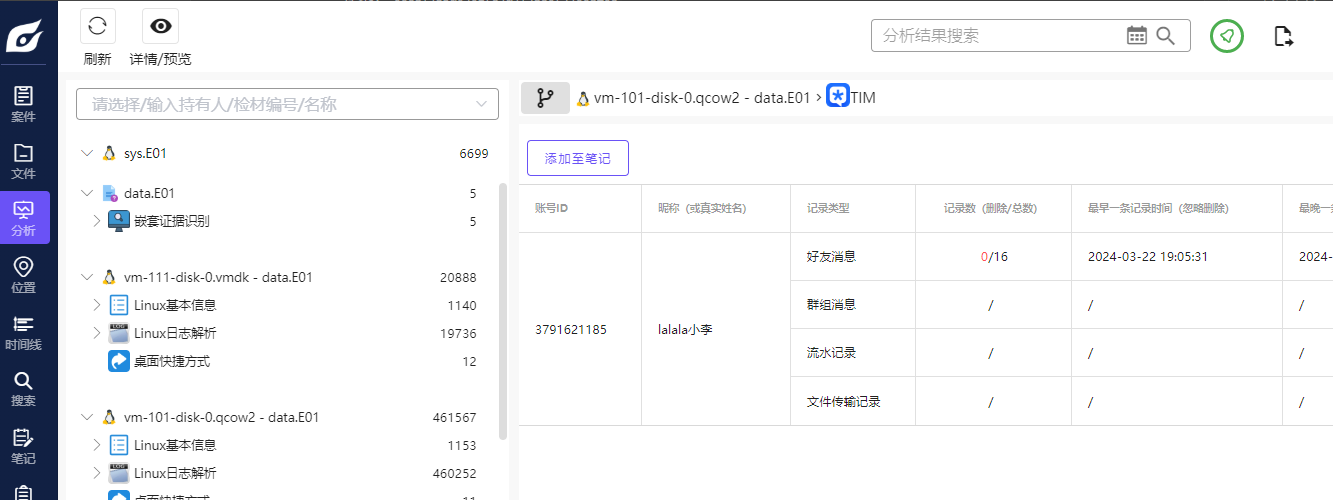 刷新
详情/预览
分析结果搜索
案件
文件
分析
位置
时间线
搜索
笔记
请选择/输入持有人/检材编号/名称
sys.E01 6699
data.E01 5
嵌套证据识别 5
vm-111-disk-0.vmdk - data.E01 20888
Linux基本信息 1140
Linux日志解析 19736
桌面快捷方式 12
vm-101-disk-0.qcow2 - data.E01 461567
Linux基本信息 1153
Linux日志解析 460252
桌面快捷方式 11
vm-101-disk-0.qcow2 - data.E01 › TIM
添加至笔记
账号ID 昵称（或真实姓名） 记录类型 记录数（删除/总数） 最早一条记录时间（忽略删除） 最晚一条
3791621185 lalala小李
好友消息 0/16 2024-03-22 19:05:31 2024-
群组消息 / / /
流水记录 / / /
文件传输记录 / / /